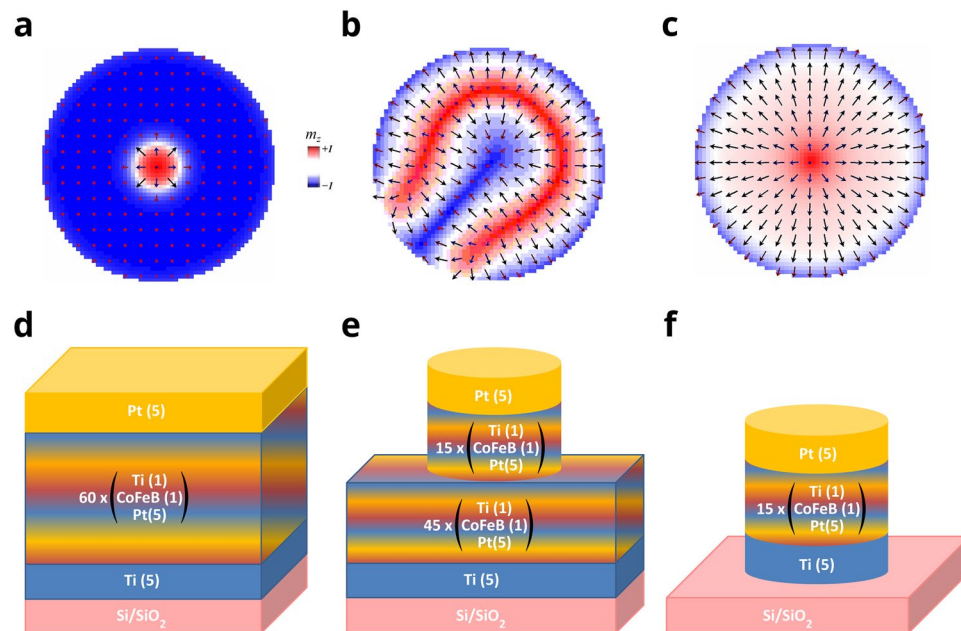 a
b
c
m_z
+1
−1
d
e
f
Pt (5)
60 x ( Ti (1)
CoFeB (1)
Pt(5) )
Ti (5)
Si/SiO₂
Pt (5)
15 x ( Ti (1)
CoFeB (1)
Pt(5) )
45 x ( Ti (1)
CoFeB (1)
Pt(5) )
Ti (5)
Pt (5)
15 x ( Ti (1)
CoFeB (1)
Pt(5) )
Ti (5)
Si/SiO₂